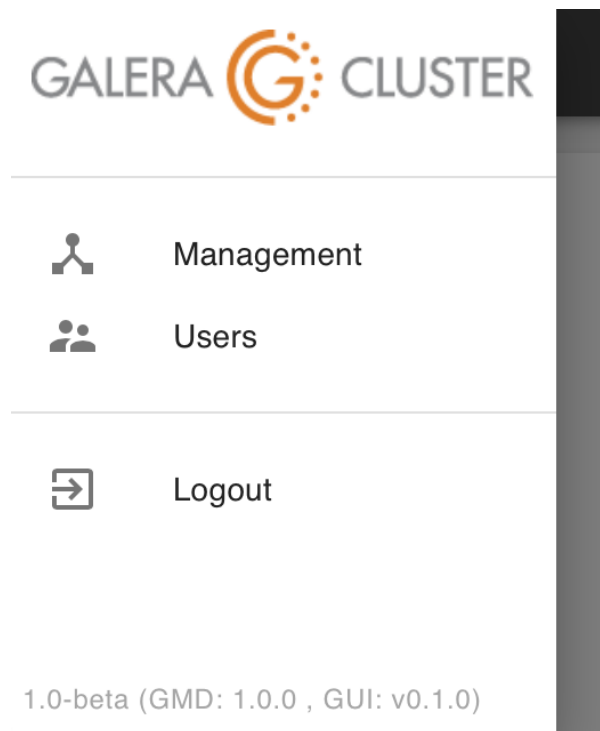 GALERA G CLUSTER
Management
Users
Logout
1.0-beta (GMD: 1.0.0 , GUI: v0.1.0)